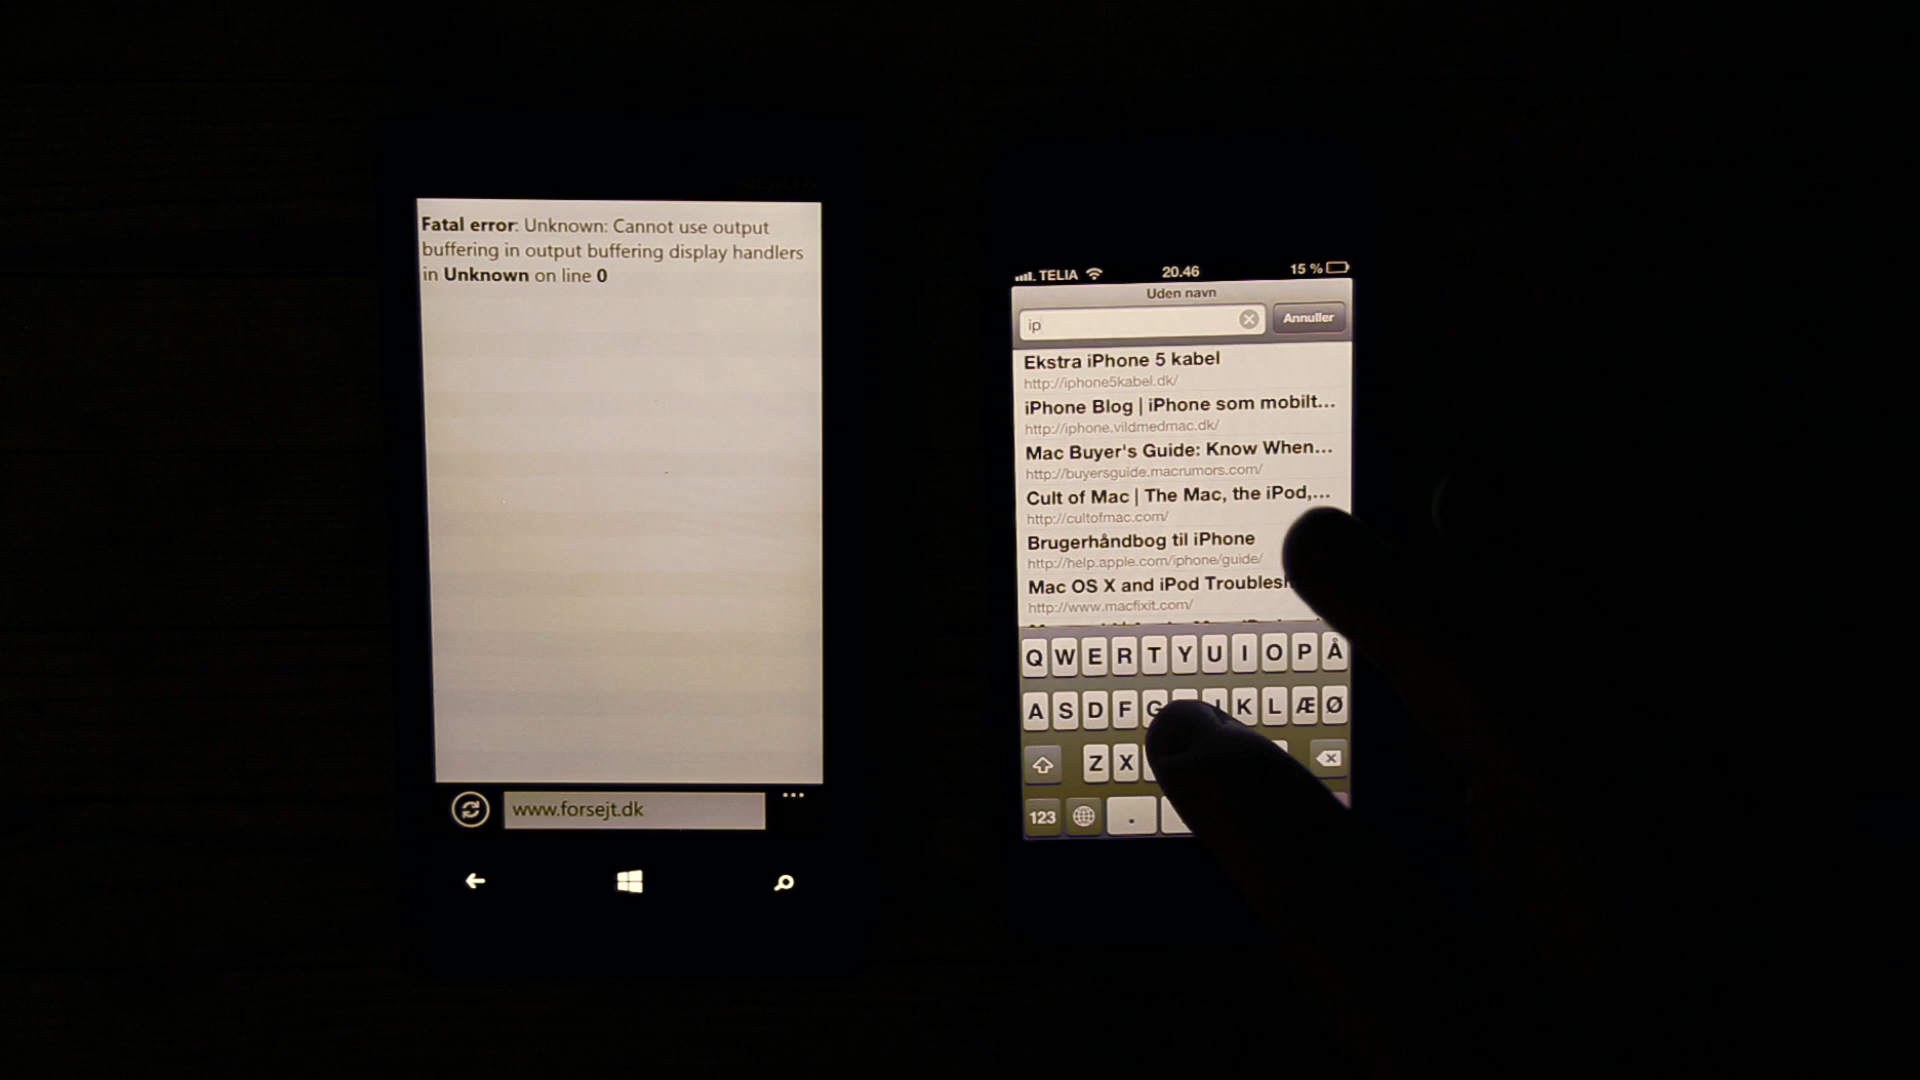 NOKIA
Fatal error: Unknown: Cannot use output
buffering in output buffering display handlers
in Unknown on line 0
www.forsejt.dk
...
TELIA 20.46 15 %
Uden navn
ip
Annuller
Ekstra iPhone 5 kabel
http://iphone5kabel.dk/
iPhone Blog | iPhone som mobilt...
http://iphone.vildmedmac.dk/
Mac Buyer's Guide: Know When...
http://buyersguide.macrumors.com/
Cult of Mac | The Mac, the iPod,...
http://cultofmac.com/
Brugerhåndbog til iPhone
http://help.apple.com/iphone/guide/
Mac OS X and iPod
http://www.macfixit.com/
Q W E R T Y U I O P Å
A S D F G K L Æ Ø
Z X
123 .